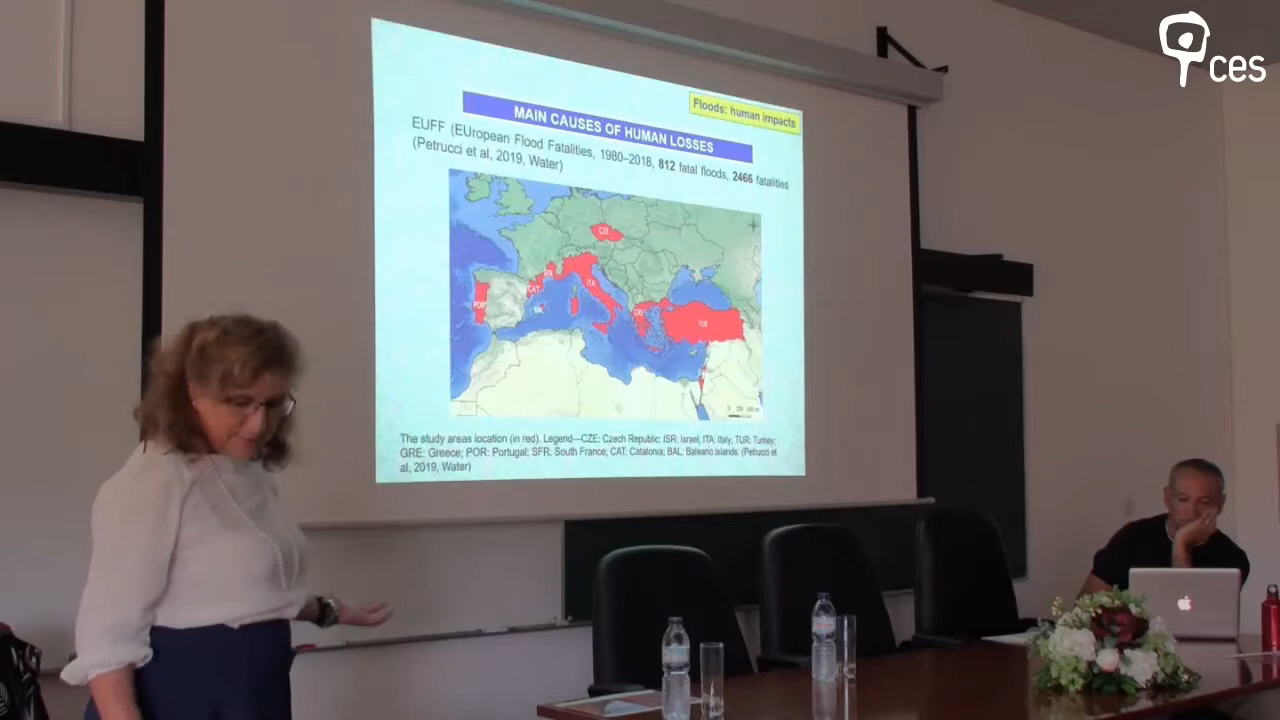 ces
Floods: human impacts
MAIN CAUSES OF HUMAN LOSSES
EUFF (EUropean Flood Fatalities, 1980–2018, 812 fatal floods, 2466 fatalities
(Petrucci et al, 2019, Water)
CZE
SFR
ITA
CAT
POR
BAL
GRE
TUR
The study areas location (in red). Legend—CZE: Czech Republic; ISR: Israel, ITA: Italy; TUR: Turkey;
GRE: Greece; POR: Portugal; SFR: South France; CAT: Catalonia; BAL: Balearic Islands. (Petrucci et
al, 2019, Water)